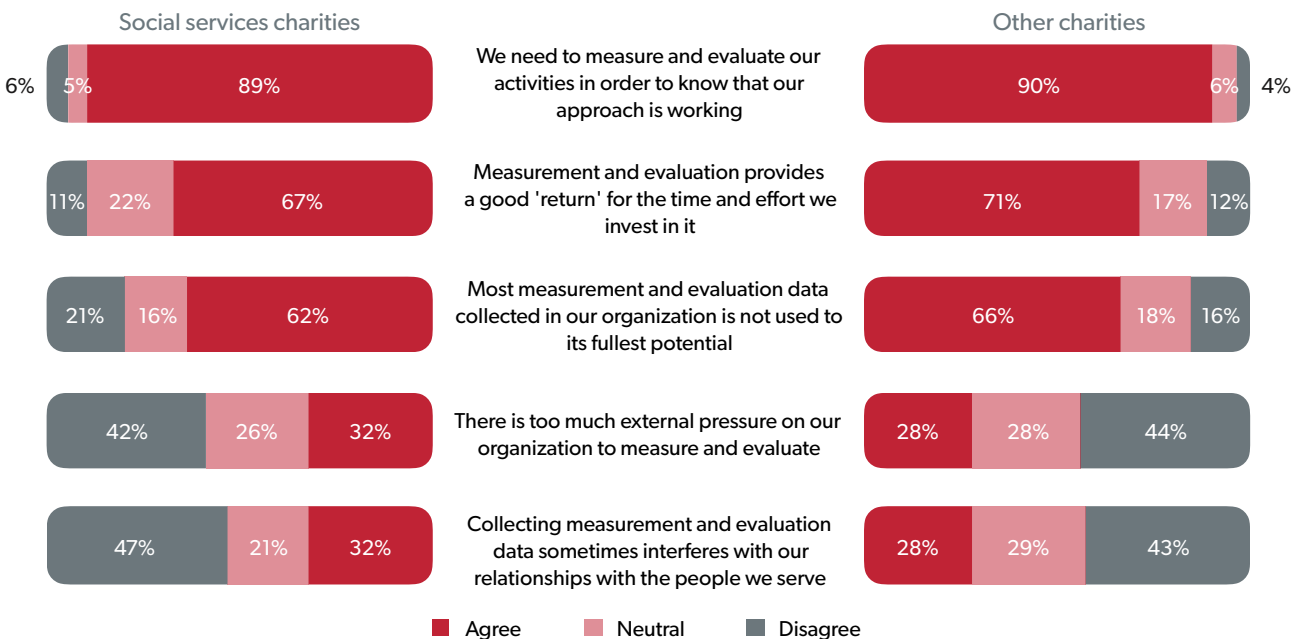 Social services charities
Other charities
6%
5%
89%
We need to measure and evaluate our
activities in order to know that our
approach is working
90%
6%
4%
11%
22%
67%
Measurement and evaluation provides
a good 'return' for the time and effort we
invest in it
71%
17%
12%
21%
16%
62%
Most measurement and evaluation data
collected in our organization is not used to
its fullest potential
66%
18%
16%
42%
26%
32%
There is too much external pressure on our
organization to measure and evaluate
28%
28%
44%
47%
21%
32%
Collecting measurement and evaluation
data sometimes interferes with our
relationships with the people we serve
28%
29%
43%
Agree
Neutral
Disagree